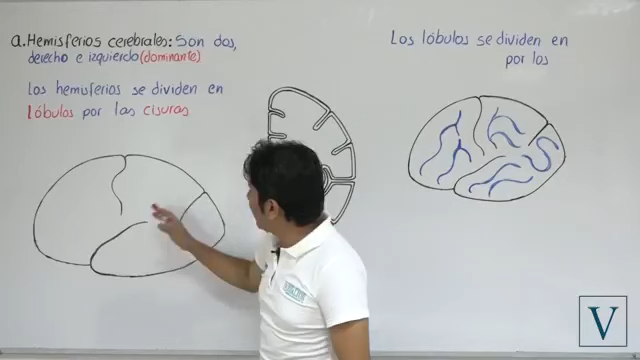 a. Hemisferios cerebrales: Son dos,
derecho e izquierdo (dominante)
Los hemisferios se dividen en
lóbulos por las cisuras
Los lóbulos se dividen en
por los
V